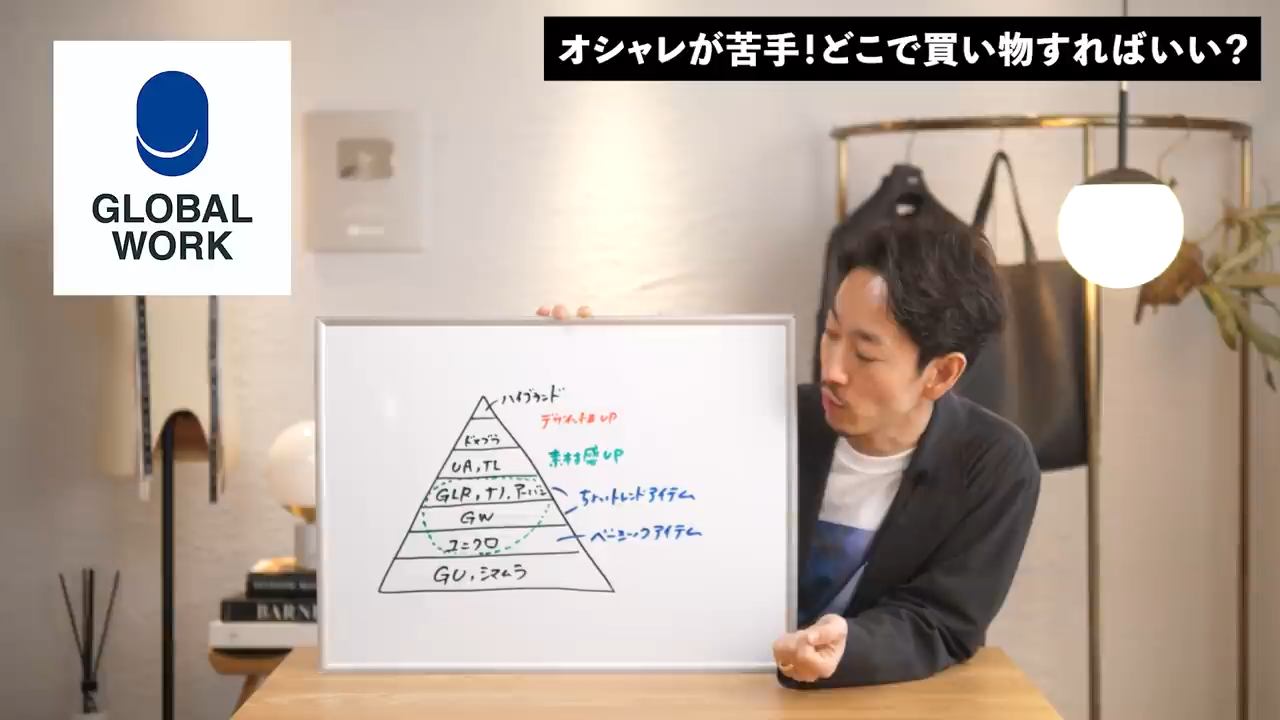 オシャレが苦手！どこで買い物すればいい？
GLOBAL
WORK
ハイブランド
デザイン性UP
ドメブラ
UA,TL
素材感UP
GLR,ナノ,アーバン
ちょいトレンドアイテム
GW
ユニクロ
ベーシックアイテム
GU,シマムラ
BARN